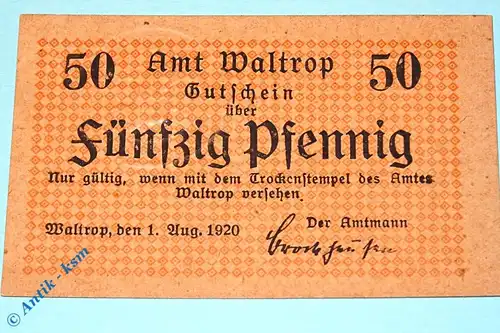 50 Amt Waltrop 50
Gutschein
über
Fünfzig Pfennig
Nur gültig, wenn mit dem Trockenstempel des Amtes
Waltrop versehen.
Waltrop, den 1. Aug. 1920
Der Amtmann
© Antik - ksm